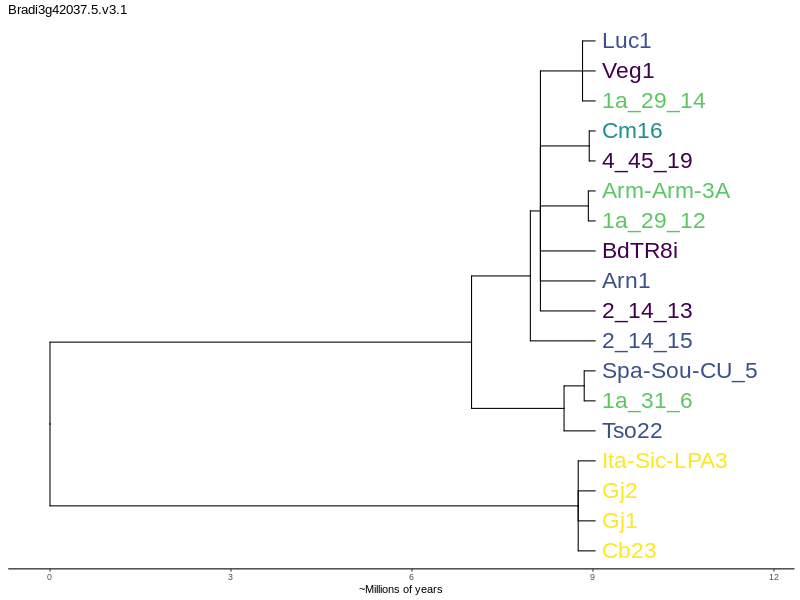 Bradi3g42037.5.v3.1
Luc1
Veg1
1a_29_14
Cm16
4_45_19
Arm-Arm-3A
1a_29_12
BdTR8i
Arn1
2_14_13
2_14_15
Spa-Sou-CU_5
1a_31_6
Tso22
Ita-Sic-LPA3
Gj2
Gj1
Cb23
0 3 6 9 12
~Millions of years